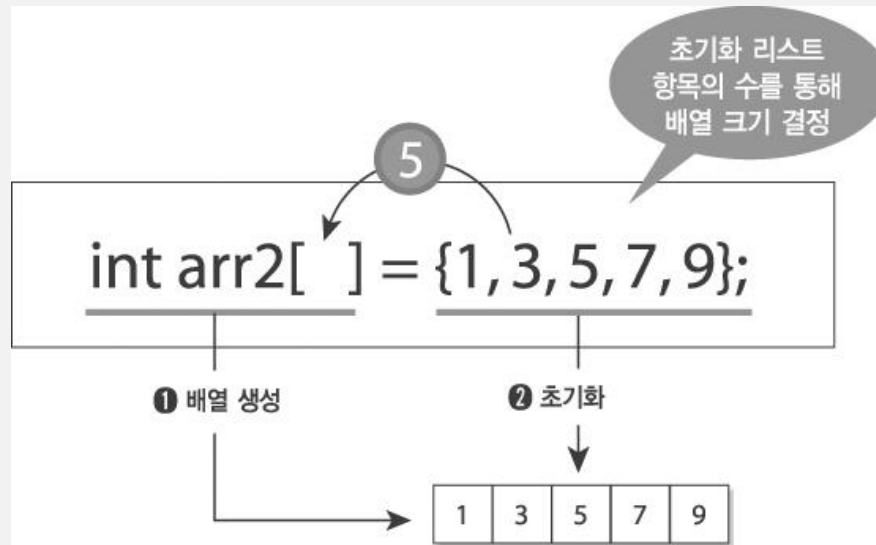 초기화 리스트
항목의 수를 통해
배열 크기 결정
5
int arr2[ ] = {1, 3, 5, 7, 9};
❶ 배열 생성
❷ 초기화
1 3 5 7 9